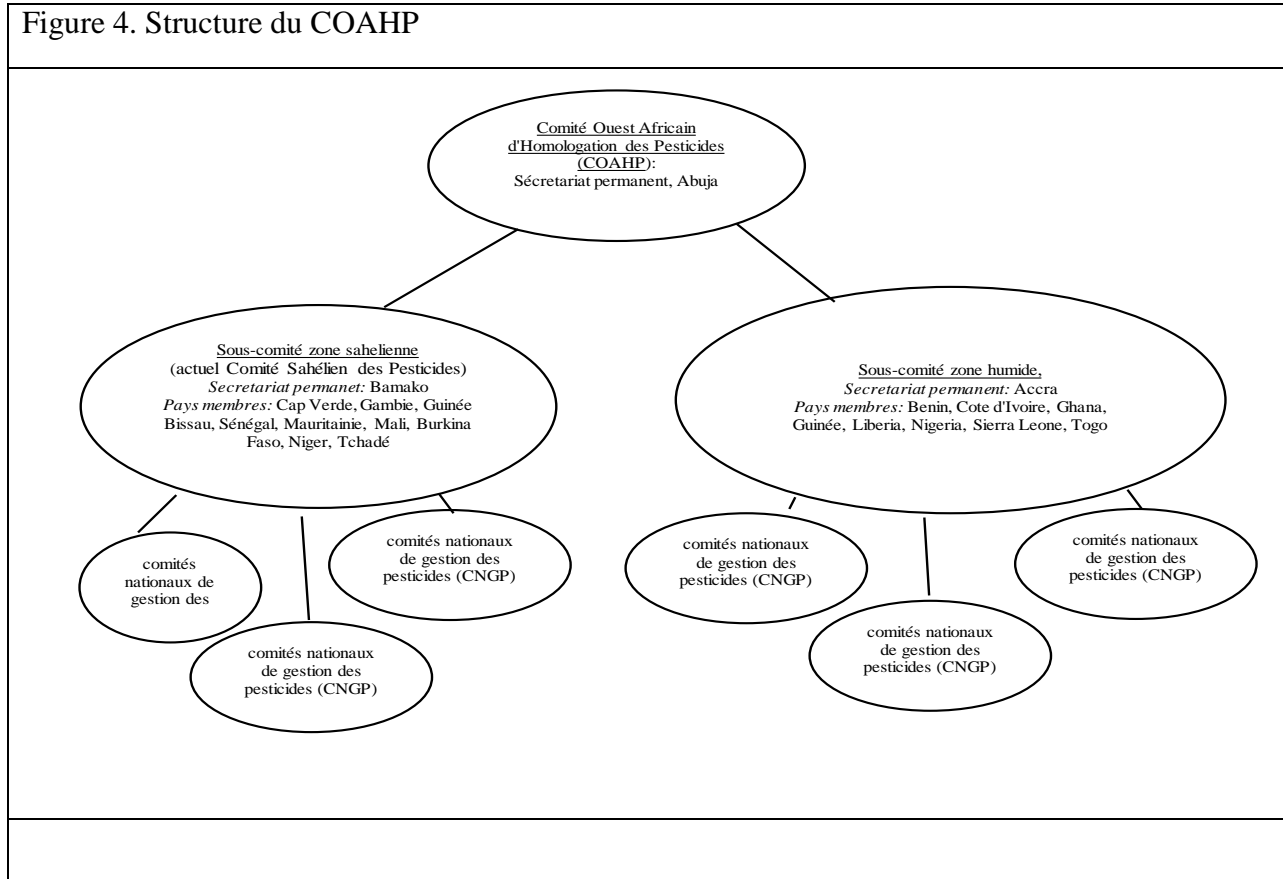 Figure 4. Structure du COAHP
Comité Ouest Africain
d'Homologation des Pesticides
(COAHP):
Sécretariat permanent, Abuja
Sous-comité zone sahelienne
(actuel Comité Sahélien des Pesticides)
Secretariat permanet: Bamako
Pays membres: Cap Verde, Gambie, Guinée
Bissau, Sénégal, Mauritainie, Mali, Burkina
Faso, Niger, Tchadé
Sous-comité zone humide,
Secretariat permanent: Accra
Pays membres: Benin, Cote d'Ivoire, Ghana,
Guinée, Liberia, Nigeria, Sierra Leone, Togo
comités
nationaux de
gestion des
comités nationaux
de gestion des
pesticides (CNGP)
comités nationaux
de gestion des
pesticides (CNGP)
comités nationaux
de gestion des
pesticides (CNGP)
comités nationaux
de gestion des
pesticides (CNGP)
comités nationaux
de gestion des
pesticides (CNGP)